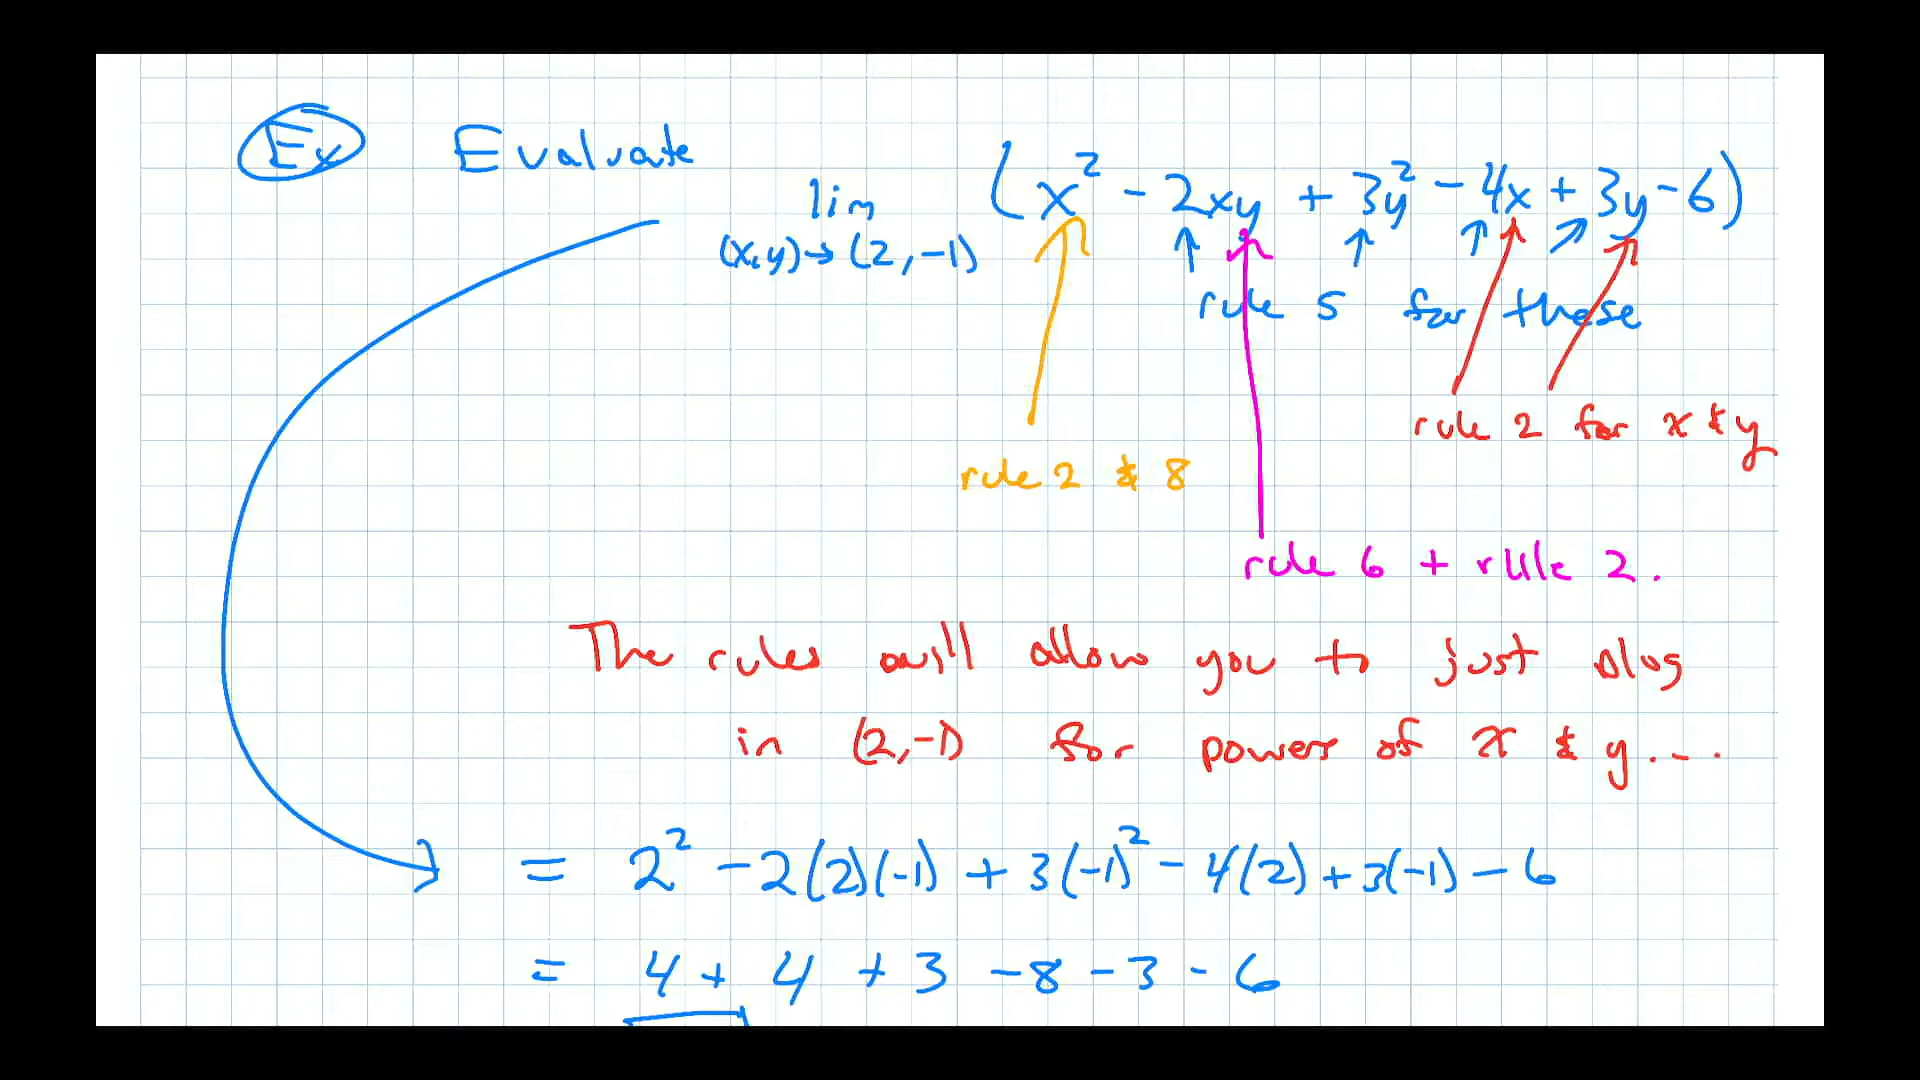 Ex Evaluate
lim (x² - 2xy + 3y² - 4x + 3y - 6)
(x,y)→(2,-1)
rule 5 for these
rule 2 for x & y
rule 2 & 8
rule 6 + rule 2.
The rules will allow you to just plug
in (2,-1) for powers of x & y...
= 2² - 2(2)(-1) + 3(-1)² - 4(2) + 3(-1) - 6
= 4 + 4 + 3 - 8 - 3 - 6